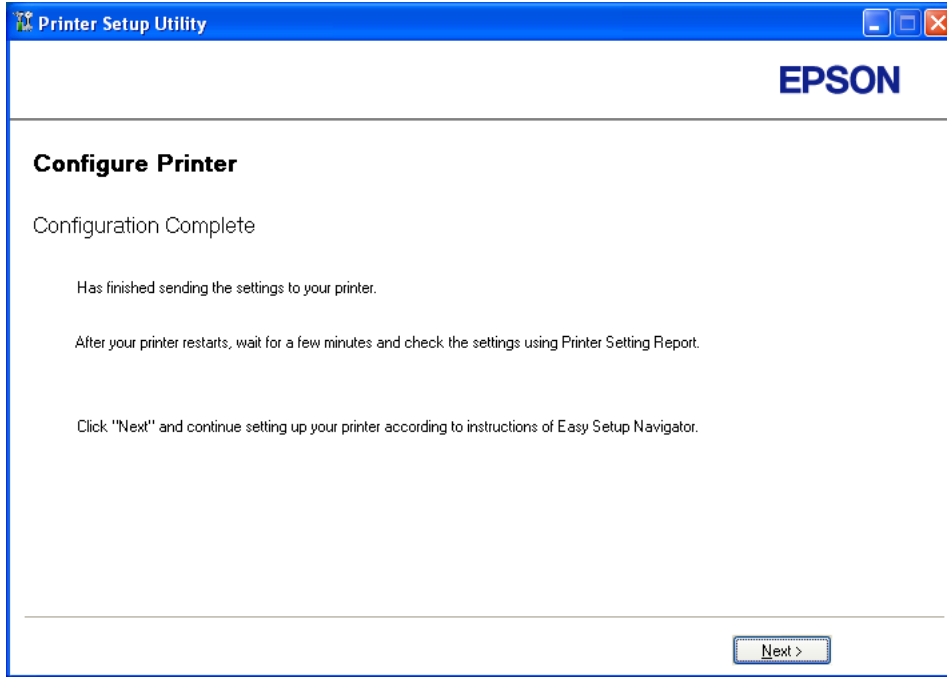 Printer Setup Utility
EPSON
Configure Printer
Configuration Complete
Has finished sending the settings to your printer.
After your printer restarts, wait for a few minutes and check the settings using Printer Setting Report.
Click "Next" and continue setting up your printer according to instructions of Easy Setup Navigator.
Next >